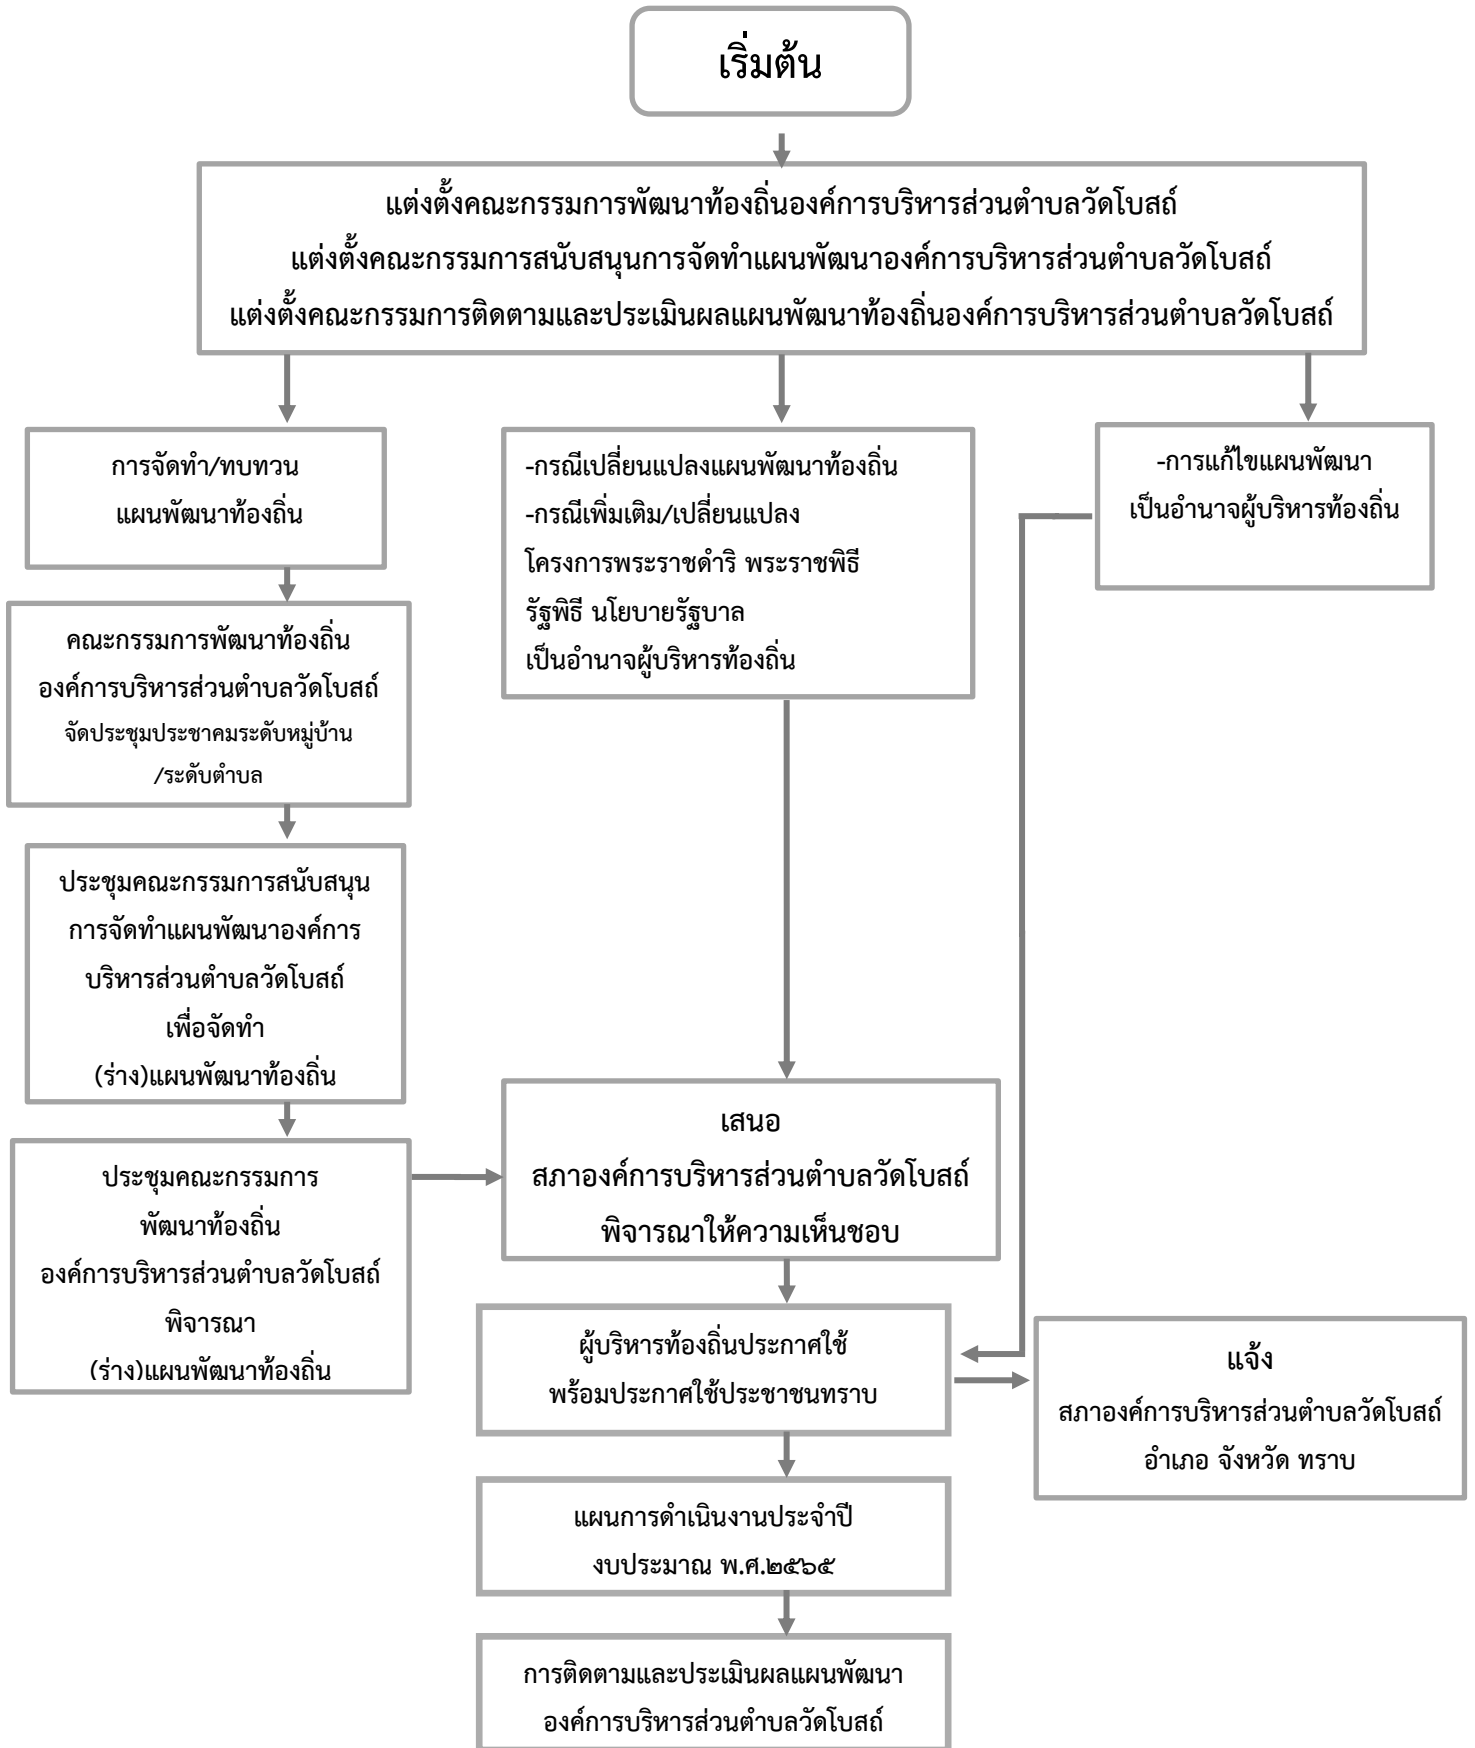 เริ่มต้น
แต่งตั้งคณะกรรมการพัฒนาท้องถิ่นองค์การบริหารส่วนตำบลวัดโบสถ์
แต่งตั้งคณะกรรมการสนับสนุนการจัดทำแผนพัฒนาองค์การบริหารส่วนตำบลวัดโบสถ์
แต่งตั้งคณะกรรมการติดตามและประเมินผลแผนพัฒนาท้องถิ่นองค์การบริหารส่วนตำบลวัดโบสถ์
การจัดทำ/ทบทวน
แผนพัฒนาท้องถิ่น
คณะกรรมการพัฒนาท้องถิ่น
องค์การบริหารส่วนตำบลวัดโบสถ์
จัดประชุมประชาคมระดับหมู่บ้าน
/ระดับตำบล
ประชุมคณะกรรมการสนับสนุน
การจัดทำแผนพัฒนาองค์การ
บริหารส่วนตำบลวัดโบสถ์
เพื่อจัดทำ
(ร่าง)แผนพัฒนาท้องถิ่น
ประชุมคณะกรรมการ
พัฒนาท้องถิ่น
องค์การบริหารส่วนตำบลวัดโบสถ์
พิจารณา
(ร่าง)แผนพัฒนาท้องถิ่น
-กรณีเปลี่ยนแปลงแผนพัฒนาท้องถิ่น
-กรณีเพิ่มเติม/เปลี่ยนแปลง
โครงการพระราชดำริ พระราชพิธี
รัฐพิธี นโยบายรัฐบาล
เป็นอำนาจผู้บริหารท้องถิ่น
-การแก้ไขแผนพัฒนา
เป็นอำนาจผู้บริหารท้องถิ่น
เสนอ
สภาองค์การบริหารส่วนตำบลวัดโบสถ์
พิจารณาให้ความเห็นชอบ
ผู้บริหารท้องถิ่นประกาศใช้
พร้อมประกาศใช้ประชาชนทราบ
แจ้ง
สภาองค์การบริหารส่วนตำบลวัดโบสถ์
อำเภอ จังหวัด ทราบ
แผนการดำเนินงานประจำปี
งบประมาณ พ.ศ.๒๕๖๕
การติดตามและประเมินผลแผนพัฒนา
องค์การบริหารส่วนตำบลวัดโบสถ์